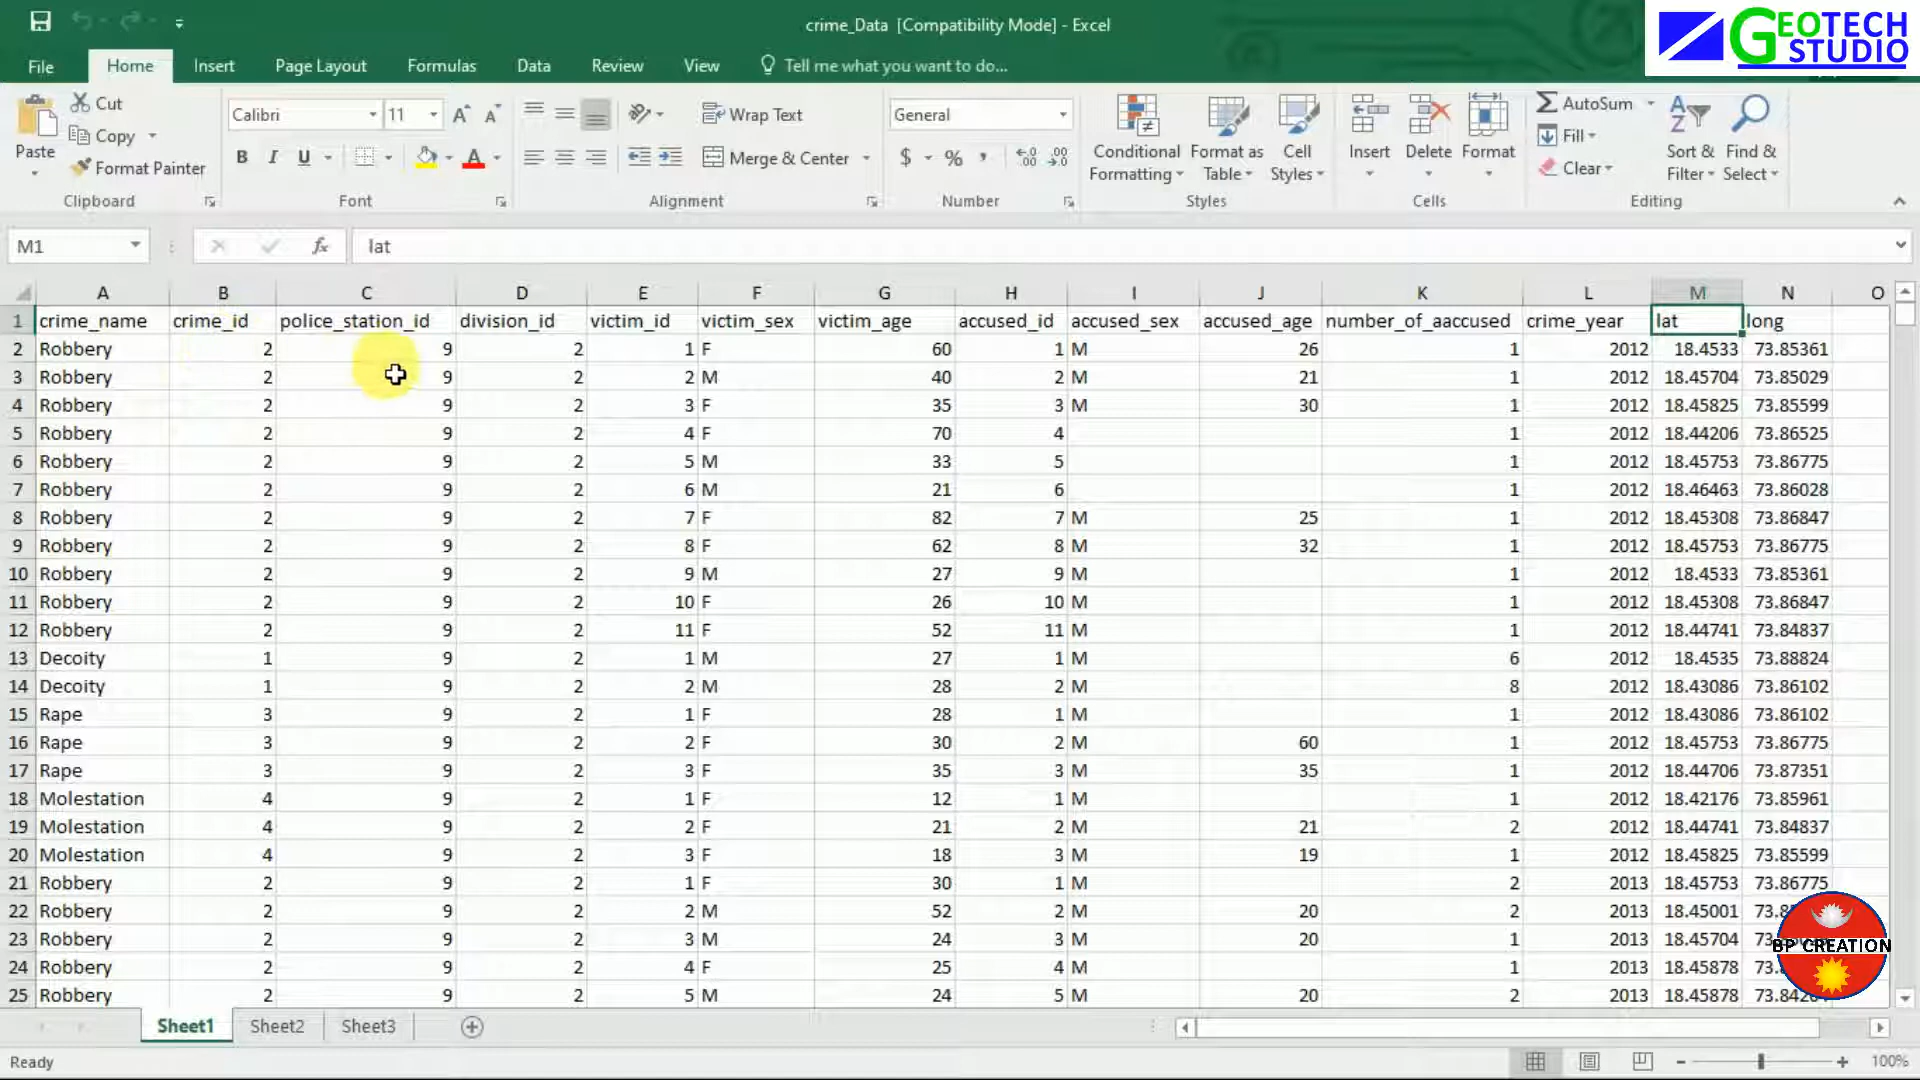 crime_Data [Compatibility Mode] - Excel
GEOTECH STUDIO
File Home Insert Page Layout Formulas Data Review View Tell me what you want to do...
Paste Cut Copy Format Painter Clipboard
Calibri 11 B I U Font
Wrap Text Merge & Center Alignment
General $ % , Number
Conditional Formatting Format as Table Cell Styles Styles
Insert Delete Format Cells
AutoSum Fill Clear Sort & Filter Find & Select Editing
M1 fx lat
A B C D E F G H I J K L M N O
1 crime_name crime_id police_station_id division_id victim_id victim_sex victim_age accused_id accused_sex accused_age number_of_aaccused crime_year lat long
2 Robbery 2 9 2 1 F 60 1 M 26 1 2012 18.4533 73.85361
3 Robbery 2 9 2 2 M 40 2 M 21 1 2012 18.45704 73.85029
4 Robbery 2 9 2 3 F 35 3 M 30 1 2012 18.45825 73.85599
5 Robbery 2 9 2 4 F 70 4 1 2012 18.44206 73.86525
6 Robbery 2 9 2 5 M 33 5 1 2012 18.45753 73.86775
7 Robbery 2 9 2 6 M 21 6 1 2012 18.46463 73.86028
8 Robbery 2 9 2 7 F 82 7 M 25 1 2012 18.45308 73.86847
9 Robbery 2 9 2 8 F 62 8 M 32 1 2012 18.45753 73.86775
10 Robbery 2 9 2 9 M 27 9 M 1 2012 18.4533 73.85361
11 Robbery 2 9 2 10 F 26 10 M 1 2012 18.45308 73.86847
12 Robbery 2 9 2 11 F 52 11 M 1 2012 18.44741 73.84837
13 Decoity 1 9 2 1 M 27 1 M 6 2012 18.4535 73.88824
14 Decoity 1 9 2 2 M 28 2 M 8 2012 18.43086 73.86102
15 Rape 3 9 2 1 F 28 1 M 1 2012 18.43086 73.86102
16 Rape 3 9 2 2 F 30 2 M 60 1 2012 18.45753 73.86775
17 Rape 3 9 2 3 F 35 3 M 35 1 2012 18.44706 73.87351
18 Molestation 4 9 2 1 F 12 1 M 1 2012 18.42176 73.85961
19 Molestation 4 9 2 2 F 21 2 M 21 2 2012 18.44741 73.84837
20 Molestation 4 9 2 3 F 18 3 M 19 1 2012 18.45825 73.85599
21 Robbery 2 9 2 1 F 30 1 M 2 2013 18.45753 73.86775
22 Robbery 2 9 2 2 M 52 2 M 20 2 2013 18.45001
23 Robbery 2 9 2 3 M 24 3 M 20 1 2013 18.45704
24 Robbery 2 9 2 4 F 25 4 M 1 2013 18.45878
25 Robbery 2 9 2 5 M 24 5 M 20 2 2013 18.45878
BP CREATION
Sheet1 Sheet2 Sheet3
Ready 100%